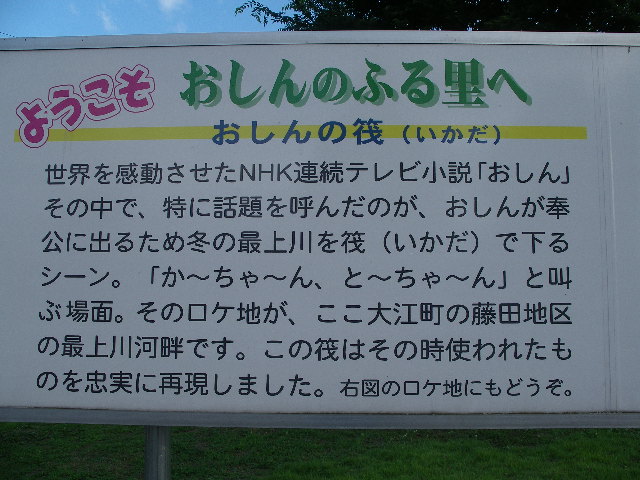 ようこそ おしんのふる里へ
おしんの筏（いかだ）
世界を感動させたNHK連続テレビ小説「おしん」
その中で、特に話題を呼んだのが、おしんが奉
公に出るため冬の最上川を筏（いかだ）で下る
シーン。「か～ちゃ～ん、と～ちゃ～ん」と叫
ぶ場面。そのロケ地が、ここ大江町の藤田地区
の最上川河畔です。この筏はその時使われたも
のを忠実に再現しました。右図のロケ地にもどうぞ。